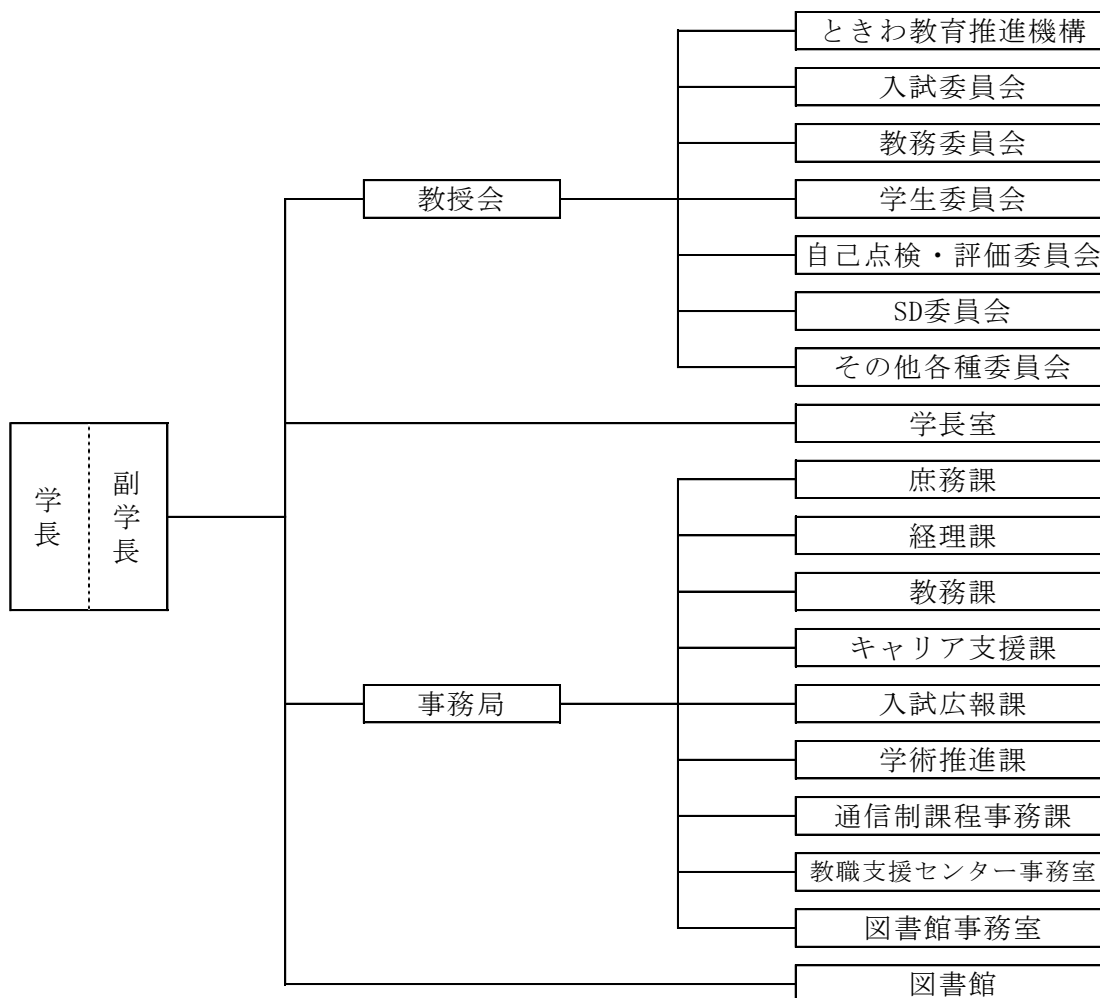 ときわ教育推進機構
入試委員会
教務委員会
教授会
学生委員会
自己点検・評価委員会
SD委員会
その他各種委員会
学長室
学長
副学長
庶務課
経理課
教務課
キャリア支援課
事務局
入試広報課
学術推進課
通信制課程事務課
教職支援センター事務室
図書館事務室
図書館